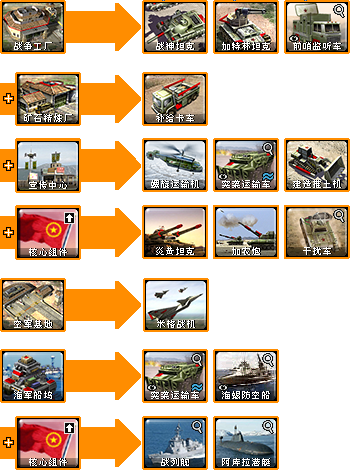 战争工厂 战神坦克 加特林坦克 前哨监听车
+ 矿石精炼厂 补给卡车
+ 宣传中心 螺旋运输机 突袭运输车 建造推土机
+ 核心组件 炎黄坦克 加农炮 干扰车
空军基地 米格战机
海军船坞 突袭运输车 海螺防空船
+ 核心组件 战列舰 阿库拉潜艇